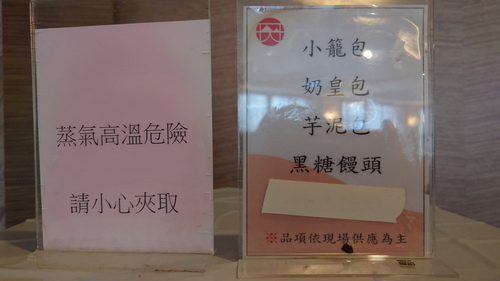 蒸氣高溫危險
請小心夾取
小籠包
奶皇包
芋泥包
黑糖饅頭
※品項依現場供應為主